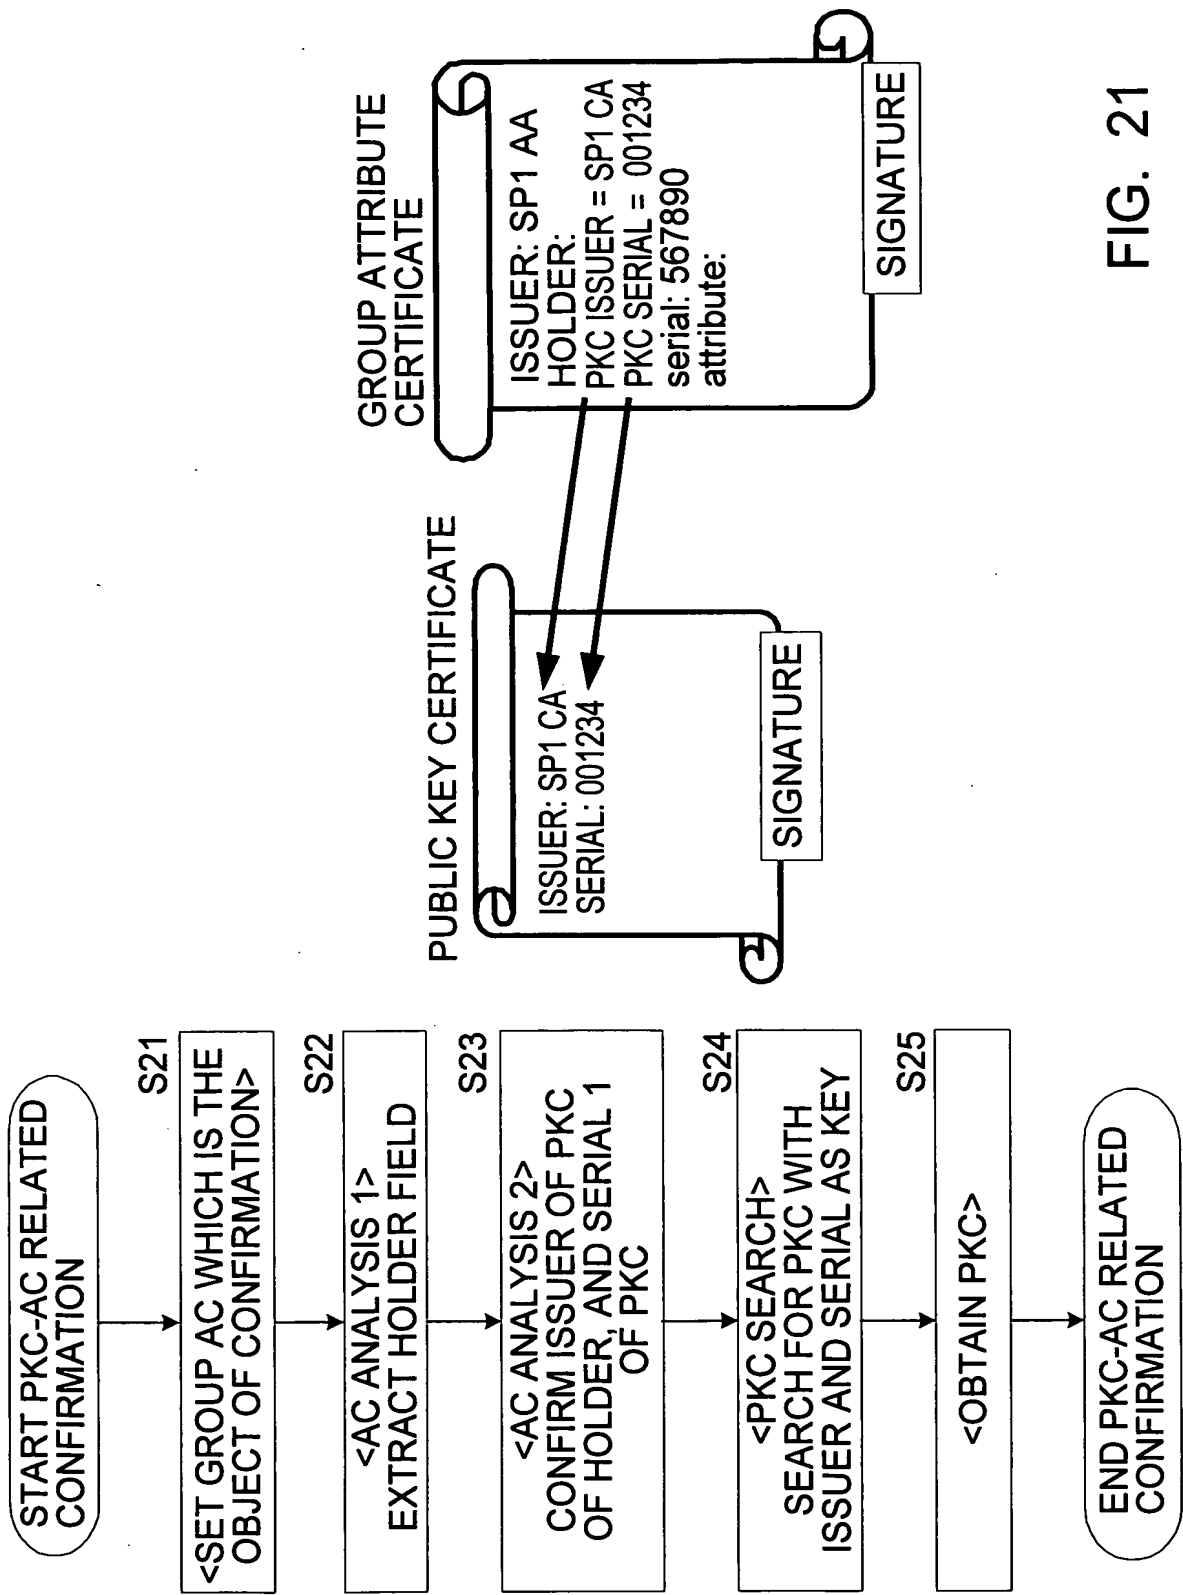 START PKC-AC RELATED
CONFIRMATION
S21
<SET GROUP AC WHICH IS THE
OBJECT OF CONFIRMATION>
S22
<AC ANALYSIS 1>
EXTRACT HOLDER FIELD
S23
<AC ANALYSIS 2>
CONFIRM ISSUER OF PKC
OF HOLDER, AND SERIAL 1
OF PKC
S24
<PKC SEARCH>
SEARCH FOR PKC WITH
ISSUER AND SERIAL AS KEY
S25
<OBTAIN PKC>
END PKC-AC RELATED
CONFIRMATION
PUBLIC KEY CERTIFICATE
ISSUER: SP1 CA
SERIAL: 001234
SIGNATURE
GROUP ATTRIBUTE
CERTIFICATE
ISSUER: SP1 AA
HOLDER:
PKC ISSUER = SP1 CA
PKC SERIAL = 001234
serial: 567890
attribute:
SIGNATURE
FIG. 21